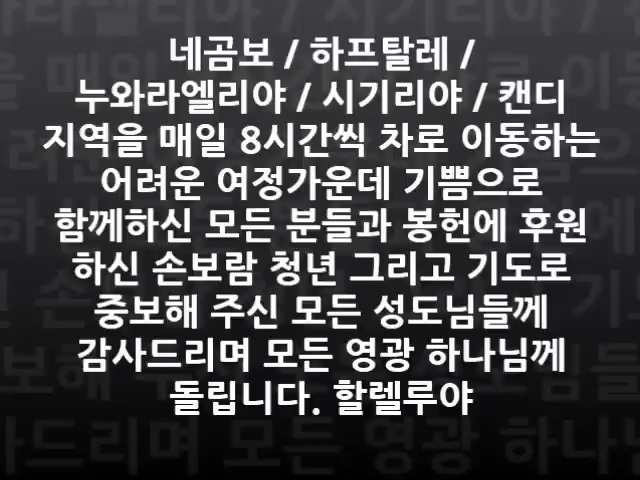 네곰보 / 하프탈레 /
누와라엘리야 / 시기리야 / 캔디
지역을 매일 8시간씩 차로 이동하는
어려운 여정가운데 기쁨으로
함께하신 모든 분들과 봉헌에 후원
하신 손보람 청년 그리고 기도로
중보해 주신 모든 성도님들께
감사드리며 모든 영광 하나님께
돌립니다. 할렐루야